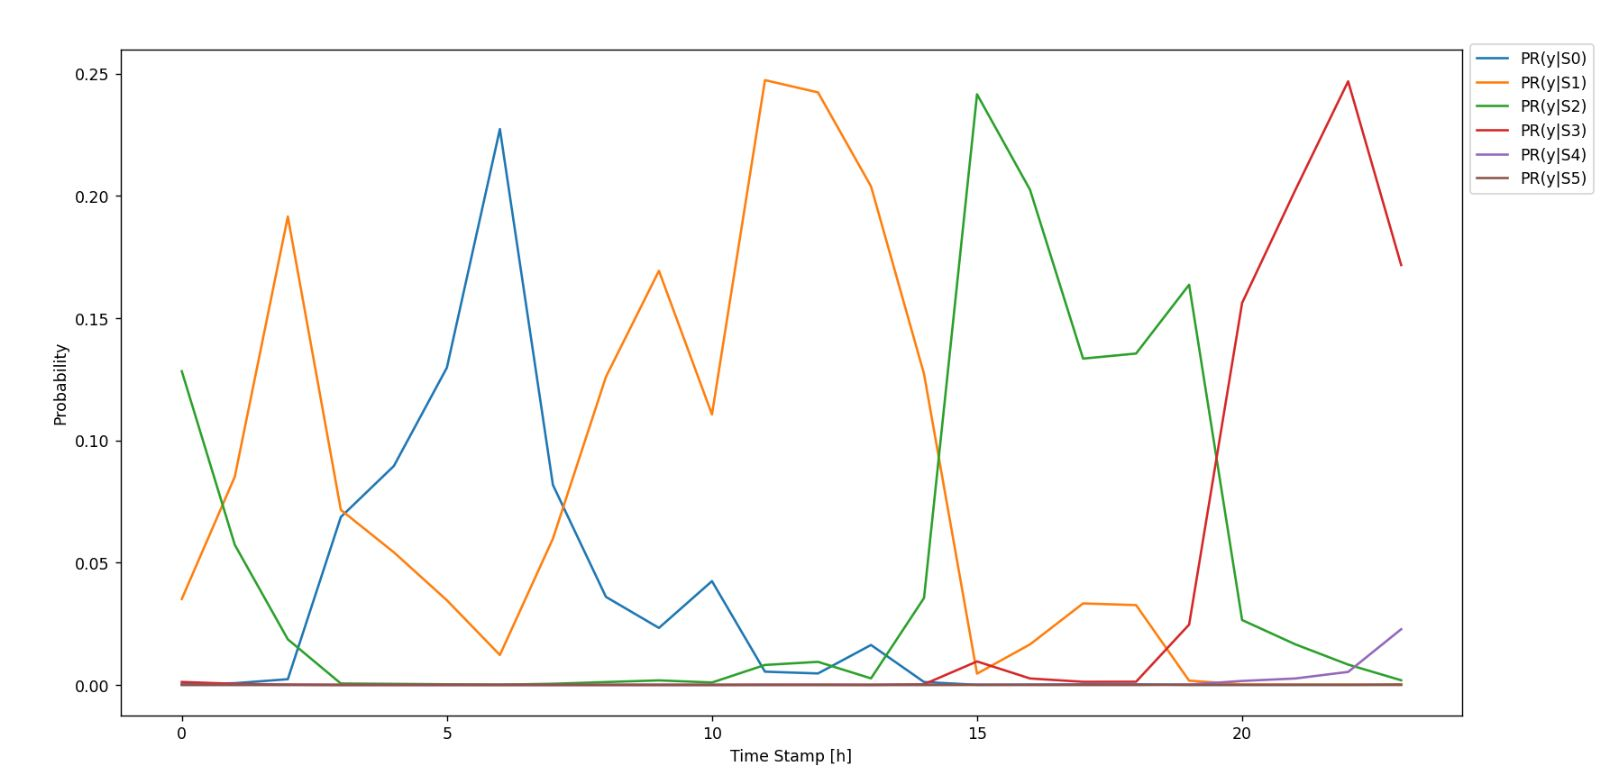 0.25
0.20
0.15
0.10
0.05
0.00
Probability
0
5
10
15
20
Time Stamp [h]
PR(y|S0)
PR(y|S1)
PR(y|S2)
PR(y|S3)
PR(y|S4)
PR(y|S5)